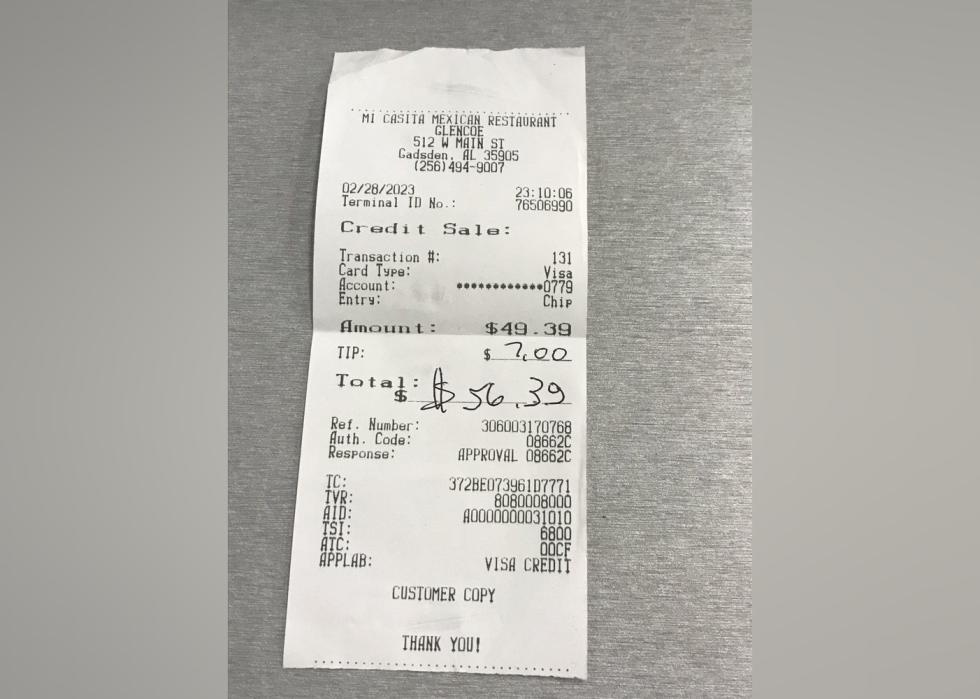 MI CASITA MEXICAN RESTAURANT
GLENCOE
512 W MAIN ST
Gadsden, AL 35905
(256)494-9007
02/28/2023 23:10:06
Terminal ID No.: 76506990
Credit Sale:
Transaction #: 131
Card Type: Visa
Account: ************0779
Entry: Chip
Amount: $49.39
TIP: $ 7.00
Total: $ $56.39
Ref. Number: 306003170768
Auth. Code: 08662C
Response: APPROVAL 08662C
TC: 372BE073961D7771
TVR: 8080008000
AID: A0000000031010
TSI: 6800
ATC: 00CF
APPLAB: VISA CREDIT
CUSTOMER COPY
THANK YOU!